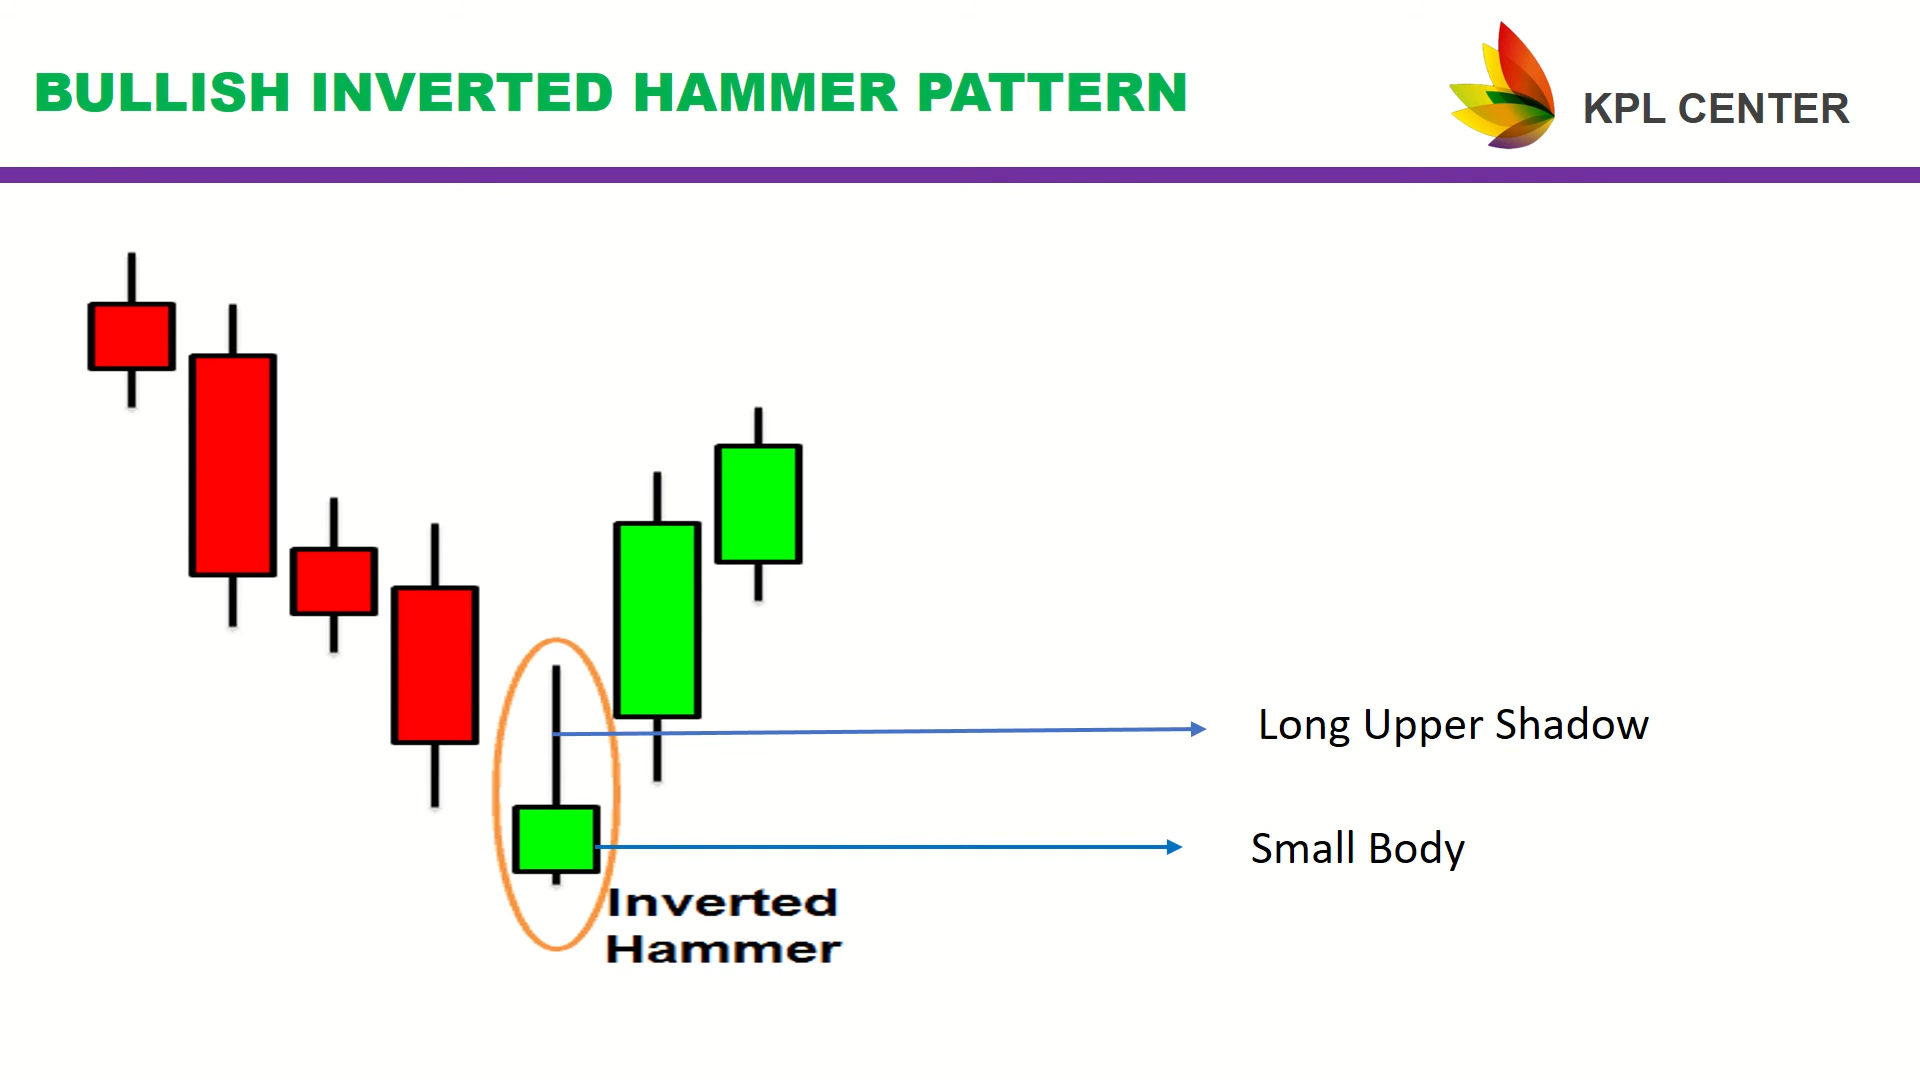 BULLISH INVERTED HAMMER PATTERN
KPL CENTER
Long Upper Shadow
Small Body
Inverted
Hammer